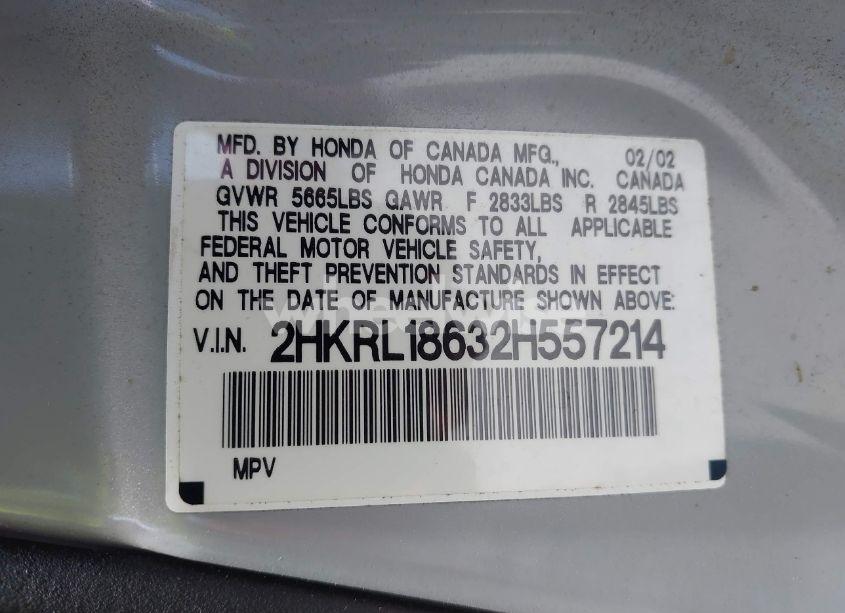 MFD. BY HONDA OF CANADA MFG., 02/02
A DIVISION OF HONDA CANADA INC. CANADA
GVWR 5665LBS GAWR F 2833LBS R 2845LBS
THIS VEHICLE CONFORMS TO ALL APPLICABLE
FEDERAL MOTOR VEHICLE SAFETY,
AND THEFT PREVENTION STANDARDS IN EFFECT
ON THE DATE OF MANUFACTURE SHOWN ABOVE:
V.I.N. 2HKRL18632H557214
MPV